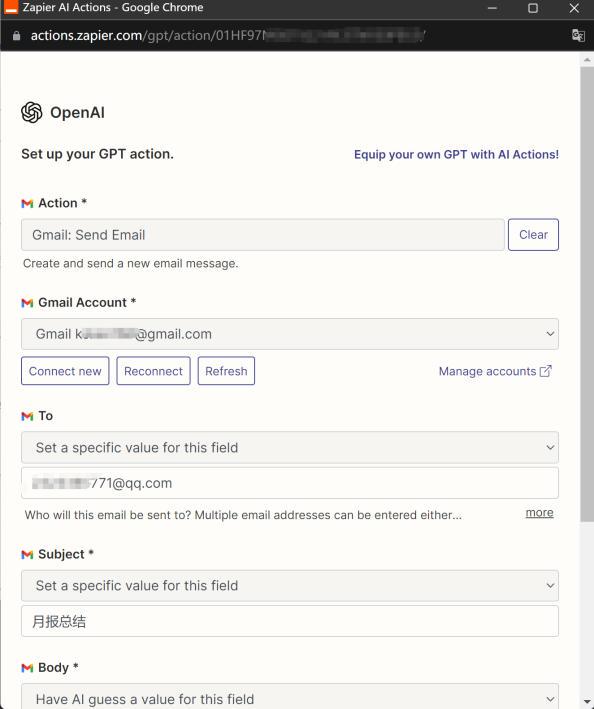 Zapier AI Actions - Google Chrome
actions.zapier.com/gpt/action/01HF97
OpenAI
Set up your GPT action.
Equip your own GPT with AI Actions!
Action *
Gmail: Send Email
Clear
Create and send a new email message.
Gmail Account *
Gmail k @gmail.com
Connect new
Reconnect
Refresh
Manage accounts
To
Set a specific value for this field
771@qq.com
Who will this email be sent to? Multiple email addresses can be entered either...
more
Subject *
Set a specific value for this field
月报总结
Body *
Have AI guess a value for this field